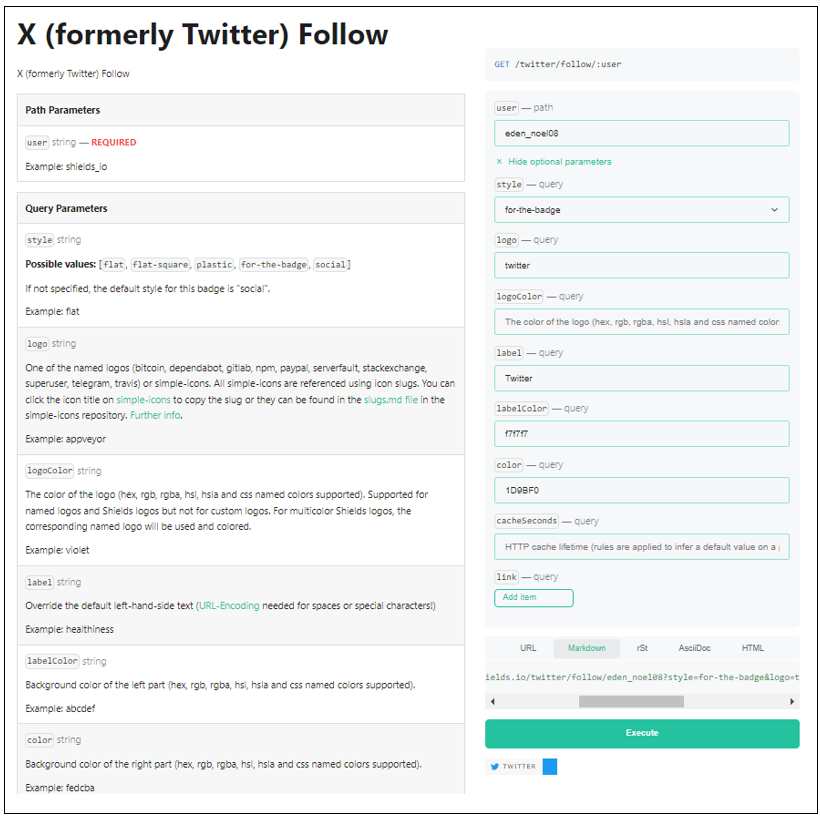 X (formerly Twitter) Follow
X (formerly Twitter) Follow
Path Parameters
user string — REQUIRED
Example: shields_io
Query Parameters
style string
Possible values: [flat, flat-square, plastic, for-the-badge, social]
If not specified, the default style for this badge is "social".
Example: flat
logo string
One of the named logos (bitcoin, dependabot, gitlab, npm, paypal, serverfault, stackexchange,
superuser, telegram, travis) or simple-icons. All simple-icons are referenced using icon slugs. You can
click the icon title on simple-icons to copy the slug or they can be found in the slugs.md file in the
simple-icons repository. Further info.
Example: appveyor
logoColor string
The color of the logo (hex, rgb, rgba, hsl, hsla and css named colors supported). Supported for
named logos and Shields logos but not for custom logos. For multicolor Shields logos, the
corresponding named logo will be used and colored.
Example: violet
label string
Override the default left-hand-side text (URL-Encoding needed for spaces or special characters!)
Example: healthiness
labelColor string
Background color of the left part (hex, rgb, rgba, hsl, hsla and css named colors supported).
Example: abcdef
color string
Background color of the right part (hex, rgb, rgba, hsl, hsla and css named colors supported).
Example: fedcba
GET /twitter/follow/:user
user — path
eden_noel08
× Hide optional parameters
style — query
for-the-badge
logo — query
twitter
logoColor — query
The color of the logo (hex, rgb, rgba, hsl, hsla and css named color
label — query
Twitter
labelColor — query
f7f7f7
color — query
1D9BF0
cacheSeconds — query
HTTP cache lifetime (rules are applied to infer a default value on a
link — query
Add item
URL Markdown rSt AsciiDoc HTML
ields.io/twitter/follow/eden_noel08?style=for-the-badge&logo=t
Execute
TWITTER